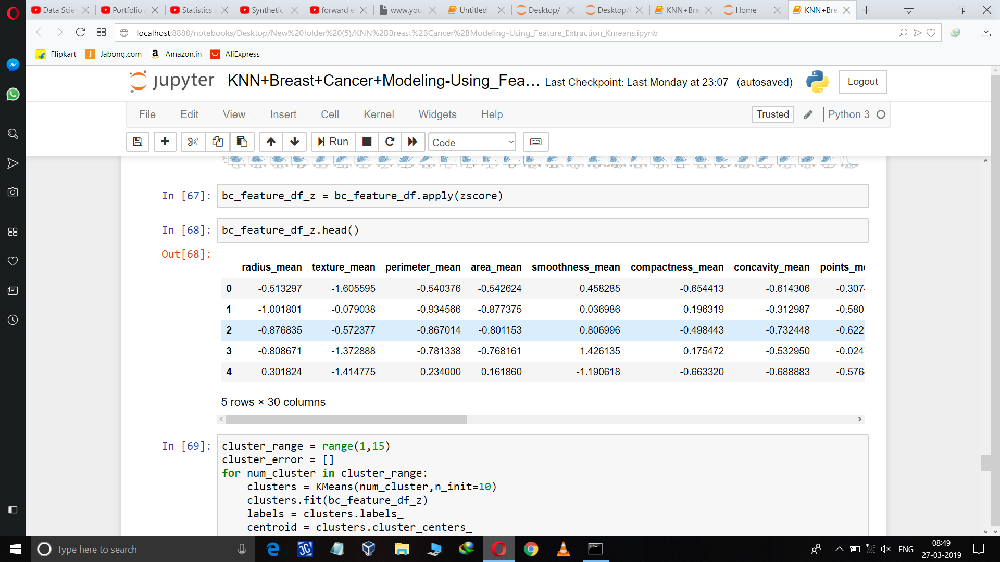 Data Scien
Portfolio
Statistics
Synthetic
forward e
www.yout
Untitled
Desktop/
Desktop/
KNN+Bre
Home
KNN+Bre
localhost:8888/notebooks/Desktop/New%20folder%20(5)/KNN%2BBreast%2BCancer%2BModeling-Using_Feature_Extraction_Kmeans.ipynb
Flipkart
Jabong.com
Amazon.in
AliExpress
jupyter
KNN+Breast+Cancer+Modeling-Using_Fea...
Last Checkpoint: Last Monday at 23:07 (autosaved)
Logout
File Edit View Insert Cell Kernel Widgets Help
Trusted
Python 3
Run
Code
In [67]: bc_feature_df_z = bc_feature_df.apply(zscore)
In [68]: bc_feature_df_z.head()
Out[68]:
radius_mean texture_mean perimeter_mean area_mean smoothness_mean compactness_mean concavity_mean points_me
0 -0.513297 -1.605595 -0.540376 -0.542624 0.458285 -0.654413 -0.614306 -0.307
1 -1.001801 -0.079038 -0.934566 -0.877375 0.036986 0.196319 -0.312987 -0.580
2 -0.876835 -0.572377 -0.867014 -0.801153 0.806996 -0.498443 -0.732448 -0.622
3 -0.808671 -1.372888 -0.781338 -0.768161 1.426135 0.175472 -0.532950 -0.024
4 0.301824 -1.414775 0.234000 0.161860 -1.190618 -0.663320 -0.688883 -0.576
5 rows × 30 columns
In [69]: cluster_range = range(1,15)
cluster_error = []
for num_cluster in cluster_range:
clusters = KMeans(num_cluster,n_init=10)
clusters.fit(bc_feature_df_z)
labels = clusters.labels_
centroid = clusters.cluster_centers_
Type here to search
ENG
08:49
27-03-2019